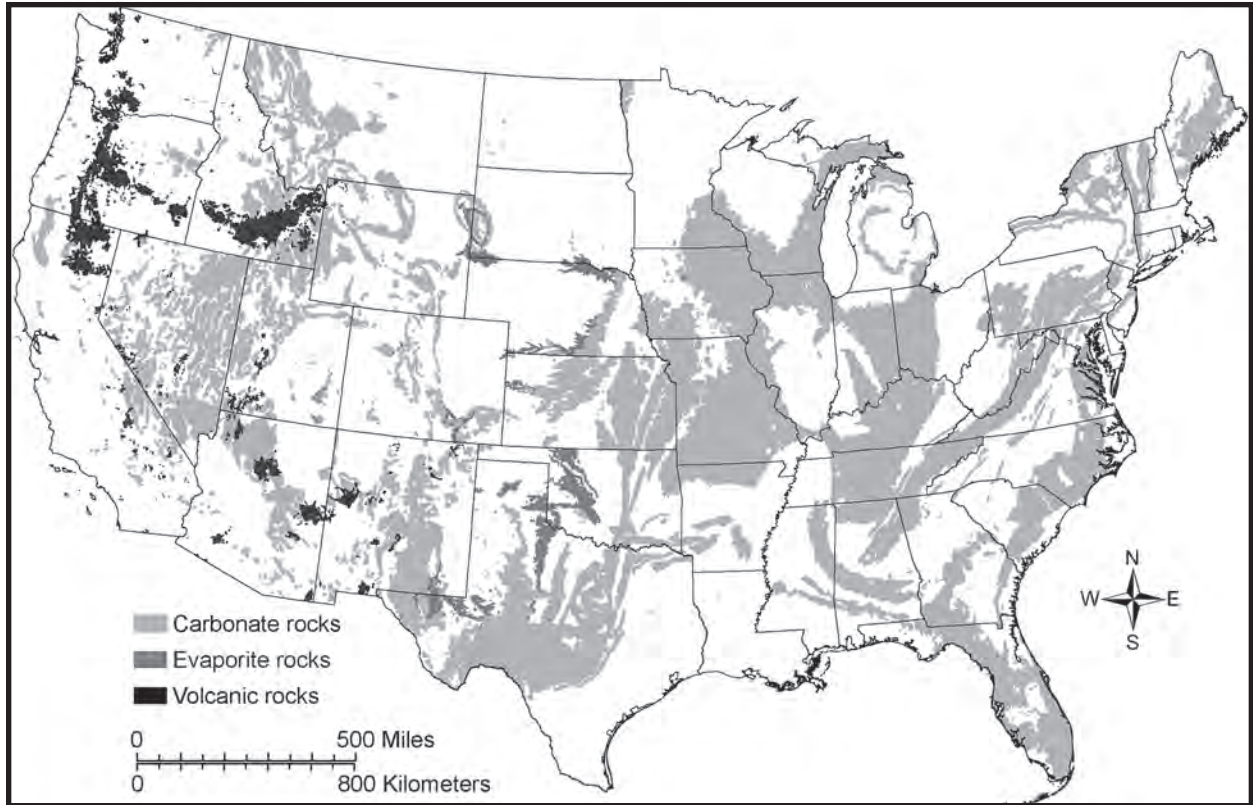 N
W E
S
Carbonate rocks
Evaporite rocks
Volcanic rocks
0 500 Miles
0 800 Kilometers